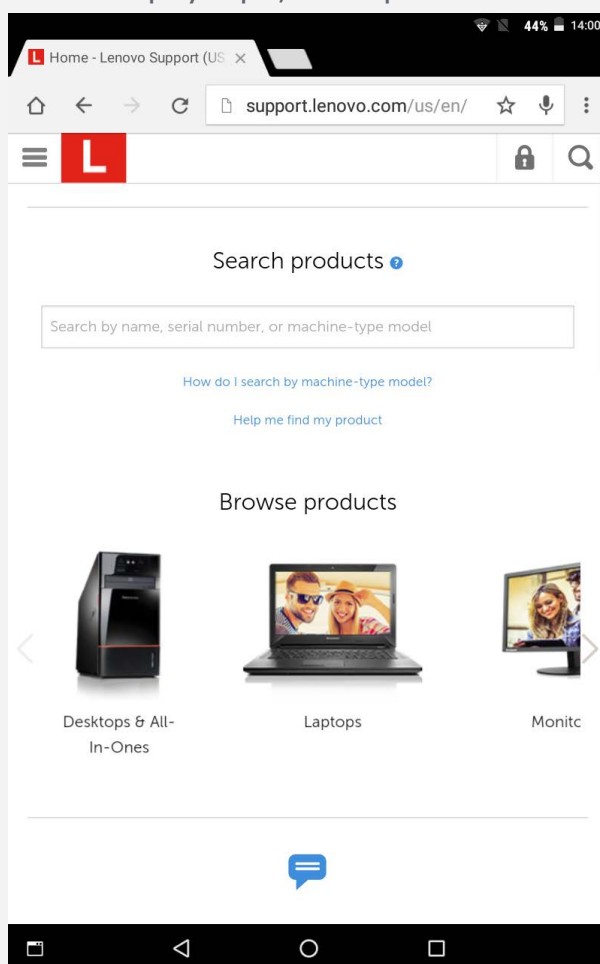 44% 14:00
Home - Lenovo Support (US
support.lenovo.com/us/en/
L
Search products ?
Search by name, serial number, or machine-type model
How do I search by machine-type model?
Help me find my product
Browse products
Desktops & All-
In-Ones
Laptops
Monitc